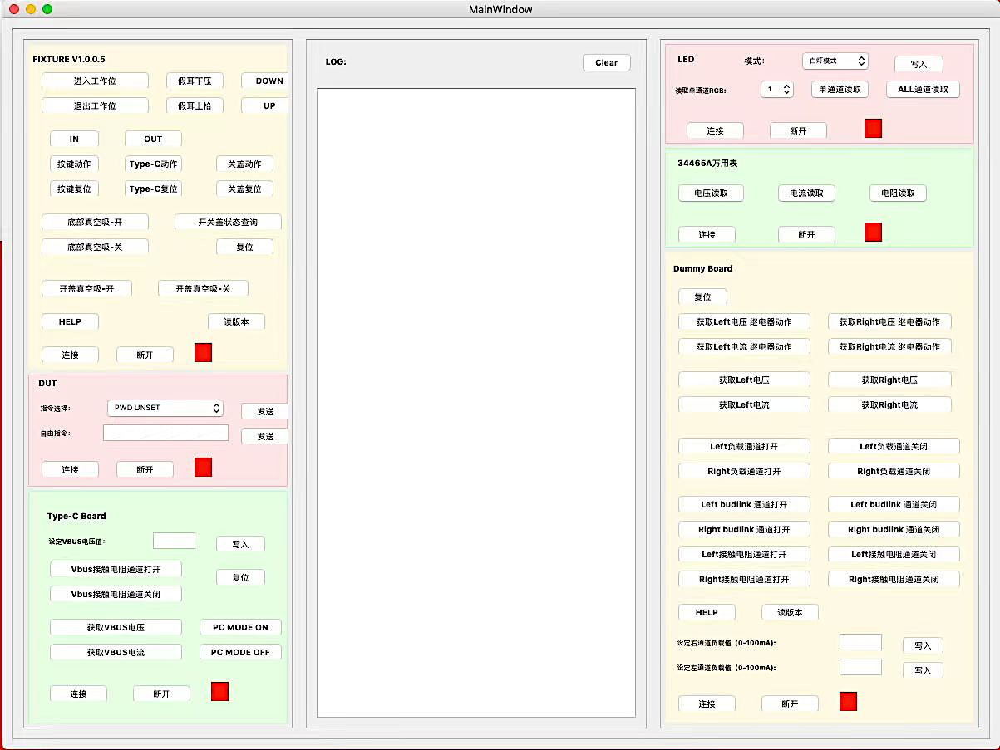 MainWindow
FIXTURE V1.0.0.5
进入工作位 假耳下压 DOWN
退出工作位 假耳上抬 UP
IN OUT
按键动作 Type-C动作 关盖动作
按键复位 Type-C复位 关盖复位
底部真空吸-开 开关盖状态查询
底部真空吸-关 复位
开盖真空吸-开 开盖真空吸-关
HELP 读版本
连接 断开
DUT
指令选择: PWD UNSET 发送
自由指令: 发送
连接 断开
Type-C Board
设定VBUS电压值: 写入
Vbus接触电阻通道打开 复位
Vbus接触电阻通道关闭
获取VBUS电压 PC MODE ON
获取VBUS电流 PC MODE OFF
连接 断开
LOG: Clear
LED 模式: 白灯模式 写入
读取单通道RGB: 1 单通道读取 ALL通道读取
连接 断开
34465A万用表
电压读取 电流读取 电阻读取
连接 断开
Dummy Board
复位
获取Left电压 继电器动作 获取Right电压 继电器动作
获取Left电流 继电器动作 获取Right电流 继电器动作
获取Left电压 获取Right电压
获取Left电流 获取Right电流
Left负载通道打开 Left负载通道关闭
Right负载通道打开 Right负载通道关闭
Left budlink 通道打开 Left budlink 通道关闭
Right budlink 通道打开 Right budlink 通道关闭
Left接触电阻通道打开 Left接触电阻通道关闭
Right接触电阻通道打开 Right接触电阻通道关闭
HELP 读版本
设定右通道负载值（0-100mA): 写入
设定左通道负载值（0-100mA): 写入
连接 断开